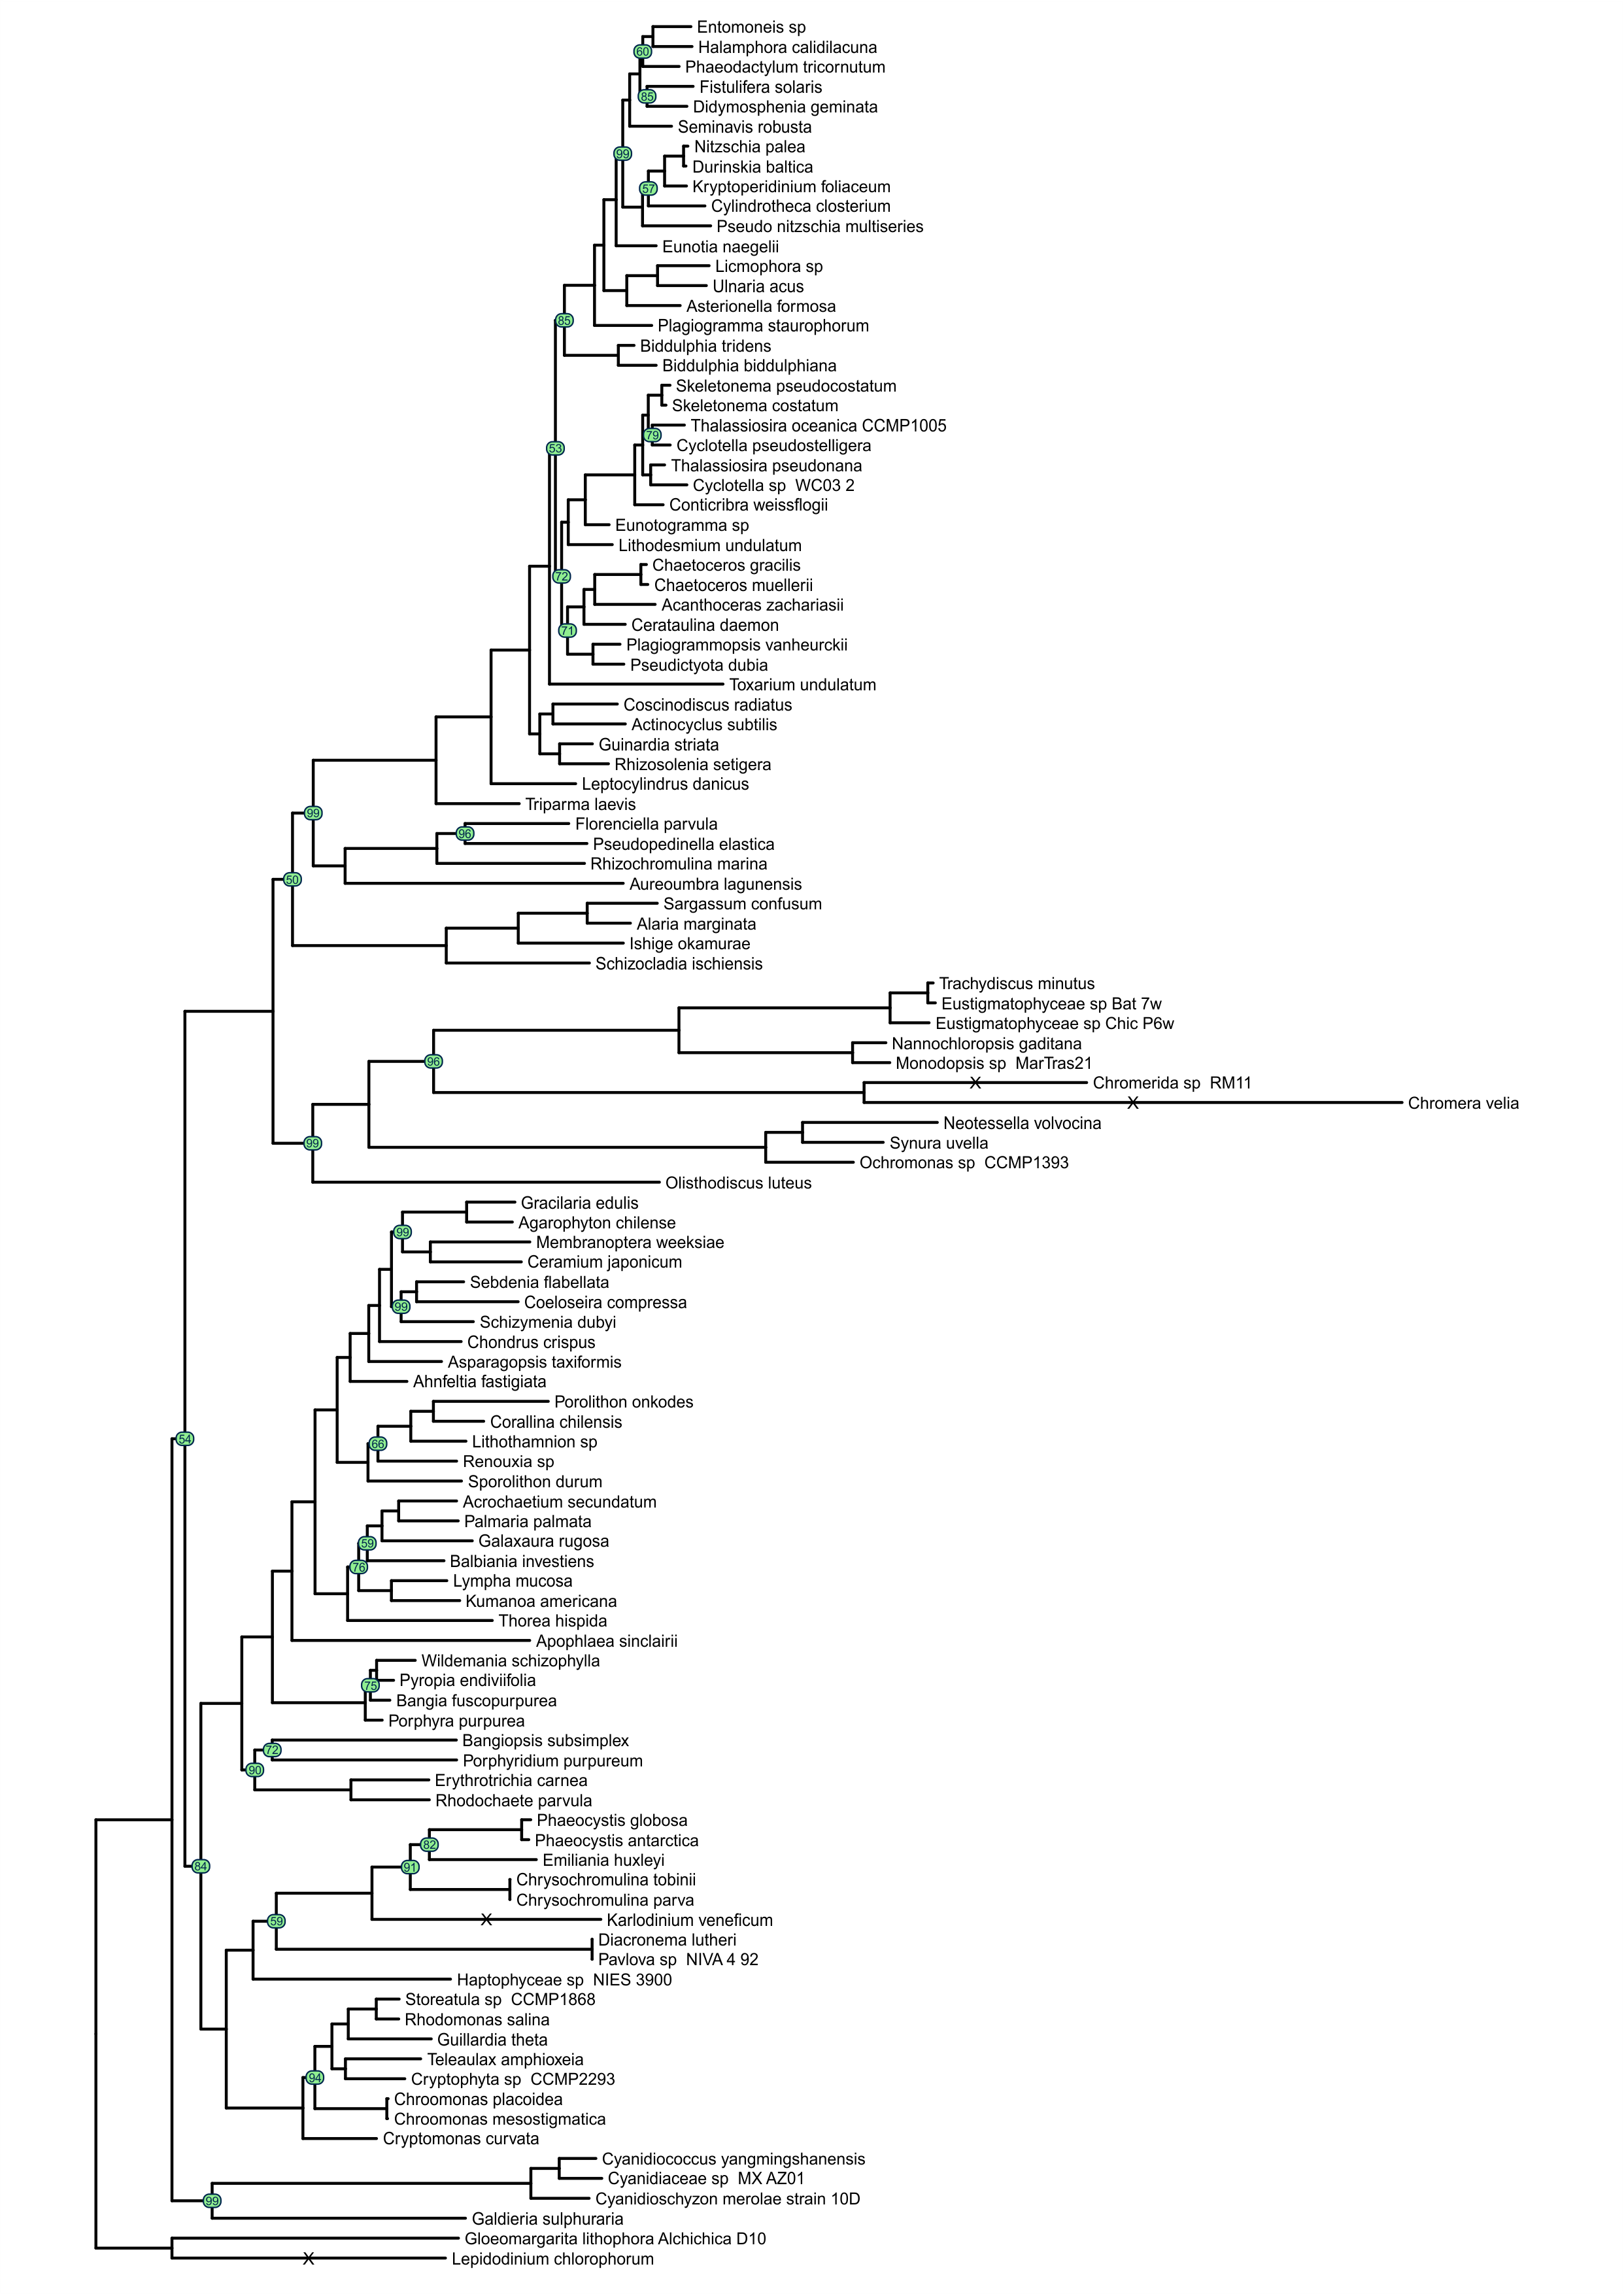 Entomoneis sp
Halamphora calidilacuna
60
Phaeodactylum tricornutum
Fistulifera solaris
85
Didymosphenia geminata
Seminavis robusta
Nitzschia palea
99
Durinskia baltica
Kryptoperidinium foliaceum
57
Cylindrotheca closterium
Pseudo nitzschia multiseries
Eunotia naegelii
Licmophora sp
Ulnaria acus
Asterionella formosa
85
Plagiogramma staurophorum
Biddulphia tridens
Biddulphia biddulphiana
Skeletonema pseudocostatum
Skeletonema costatum
Thalassiosira oceanica CCMP1005
79
Cyclotella pseudostelligera
53
Thalassiosira pseudonana
Cyclotella sp WC03 2
Conticribra weissflogii
Eunotogramma sp
Lithodesmium undulatum
Chaetoceros gracilis
72
Chaetoceros muellerii
Acanthoceras zachariasii
Cerataulina daemon
71
Plagiogrammopsis vanheurckii
Pseudictyota dubia
Toxarium undulatum
Coscinodiscus radiatus
Actinocyclus subtilis
Guinardia striata
Rhizosolenia setigera
Leptocylindrus danicus
Triparma laevis
99
Florenciella parvula
96
Pseudopedinella elastica
Rhizochromulina marina
50
Aureoumbra lagunensis
Sargassum confusum
Alaria marginata
Ishige okamurae
Schizocladia ischiensis
Trachydiscus minutus
Eustigmatophyceae sp Bat 7w
Eustigmatophyceae sp Chic P6w
Nannochloropsis gaditana
96
Monodopsis sp MarTras21
X
Chromerida sp RM11
X
Chromera velia
Neotessella volvocina
99
Synura uvella
Ochromonas sp CCMP1393
Olisthodiscus luteus
Gracilaria edulis
Agarophyton chilense
99
Membranoptera weeksiae
Ceramium japonicum
Sebdenia flabellata
Coeloseira compressa
99
Schizymenia dubyi
Chondrus crispus
Asparagopsis taxiformis
Ahnfeltia fastigiata
Porolithon onkodes
Corallina chilensis
54
66
Lithothamnion sp
Renouxia sp
Sporolithon durum
Acrochaetium secundatum
Palmaria palmata
59
Galaxaura rugosa
Balbiania investiens
76
Lympha mucosa
Kumanoa americana
Thorea hispida
Apophlaea sinclairii
Wildemania schizophylla
Pyropia endiviifolia
75
Bangia fuscopurpurea
Porphyra purpurea
Bangiopsis subsimplex
72
Porphyridium purpureum
90
Erythrotrichia carnea
Rhodochaete parvula
Phaeocystis globosa
Phaeocystis antarctica
82
Emiliania huxleyi
84
91
Chrysochromulina tobinii
Chrysochromulina parva
X
Karlodinium veneficum
59
Diacronema lutheri
Pavlova sp NIVA 4 92
Haptophyceae sp NIES 3900
Storeatula sp CCMP1868
Rhodomonas salina
Guillardia theta
Teleaulax amphioxeia
94
Cryptophyta sp CCMP2293
Chroomonas placoidea
Chroomonas mesostigmatica
Cryptomonas curvata
Cyanidiococcus yangmingshanensis
Cyanidiaceae sp MX AZ01
99
Cyanidioschyzon merolae strain 10D
Galdieria sulphuraria
Gloeomargarita lithophora Alchichica D10
X
Lepidodinium chlorophorum